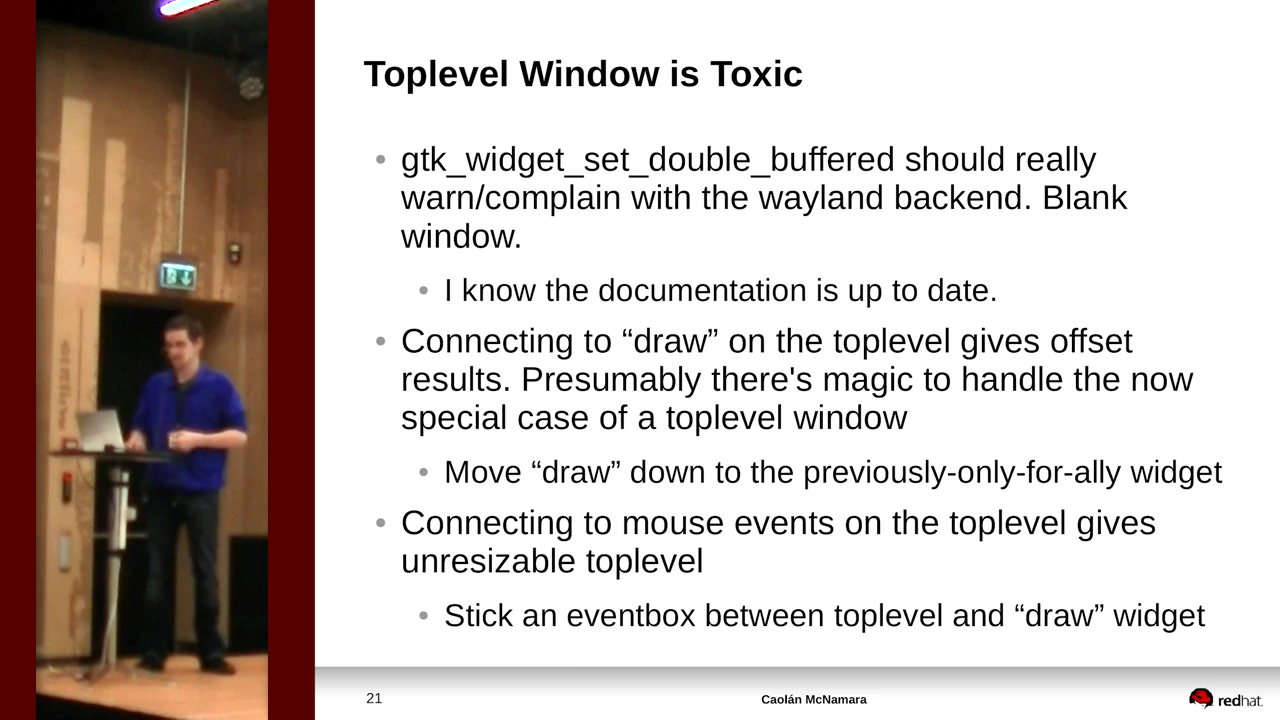 Toplevel Window is Toxic
• gtk_widget_set_double_buffered should really
warn/complain with the wayland backend. Blank
window.
• I know the documentation is up to date.
• Connecting to “draw” on the toplevel gives offset
results. Presumably there's magic to handle the now
special case of a toplevel window
• Move “draw” down to the previously-only-for-ally widget
• Connecting to mouse events on the toplevel gives
unresizable toplevel
• Stick an eventbox between toplevel and “draw” widget
21
Caolán McNamara
redhat.